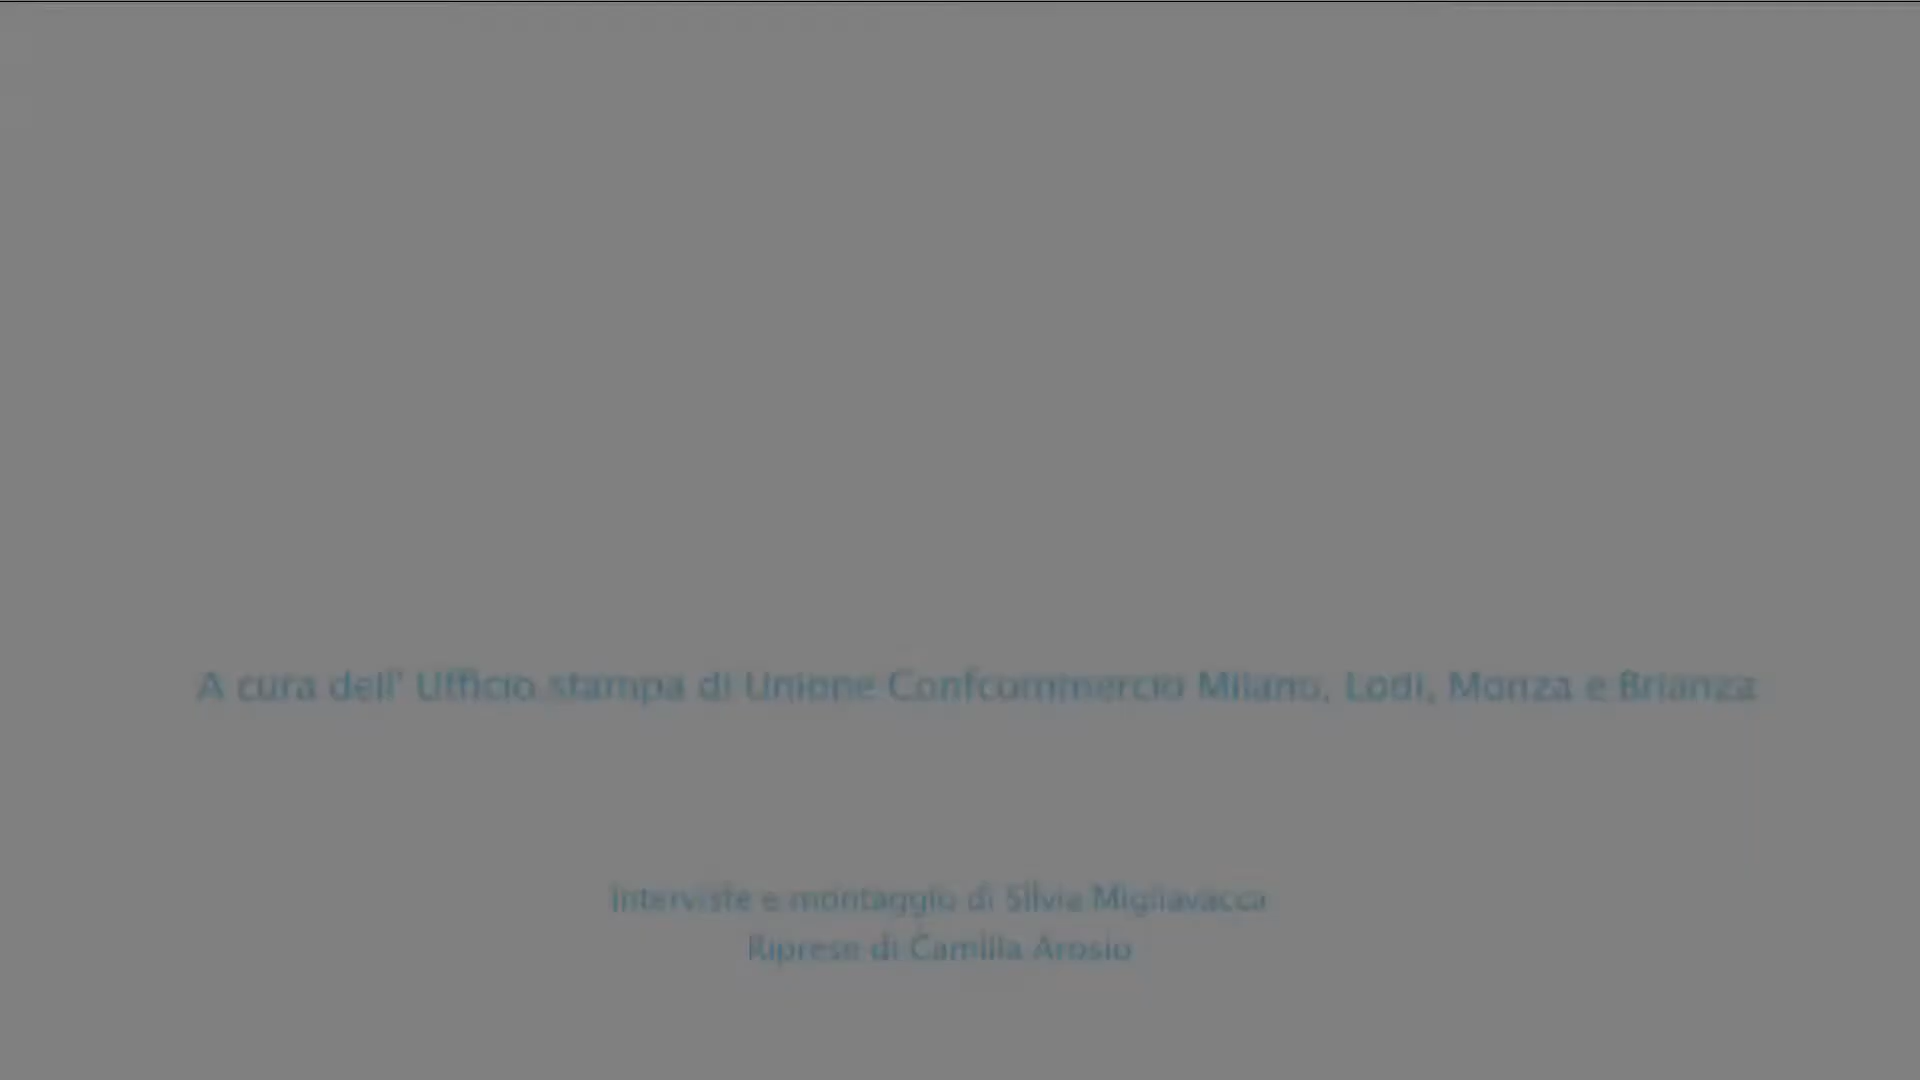 A cura dell' Ufficio stampa di Unione Confcommercio Milano, Lodi, Monza e Brianza
Interviste e montaggio di Silvia Migliavacca
Riprese di Camilla Arosio